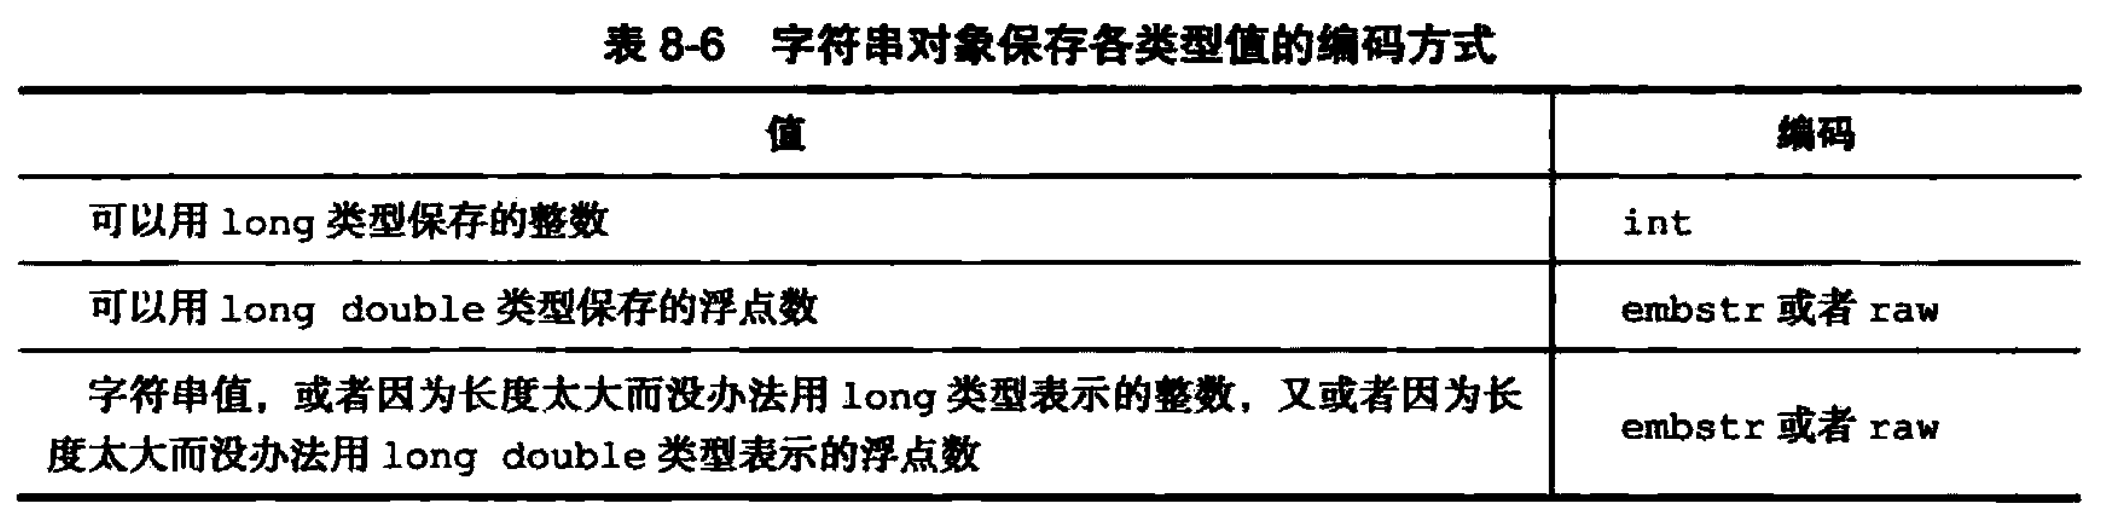 表 8-6 字符串对象保存各类型值的编码方式
值 编码
可以用 long 类型保存的整数 int
可以用 long double 类型保存的浮点数 embstr 或者 raw
字符串值，或者因为长度太大而没办法用 long 类型表示的整数，又或者因为长
度太大而没办法用 long double 类型表示的浮点数
embstr 或者 raw